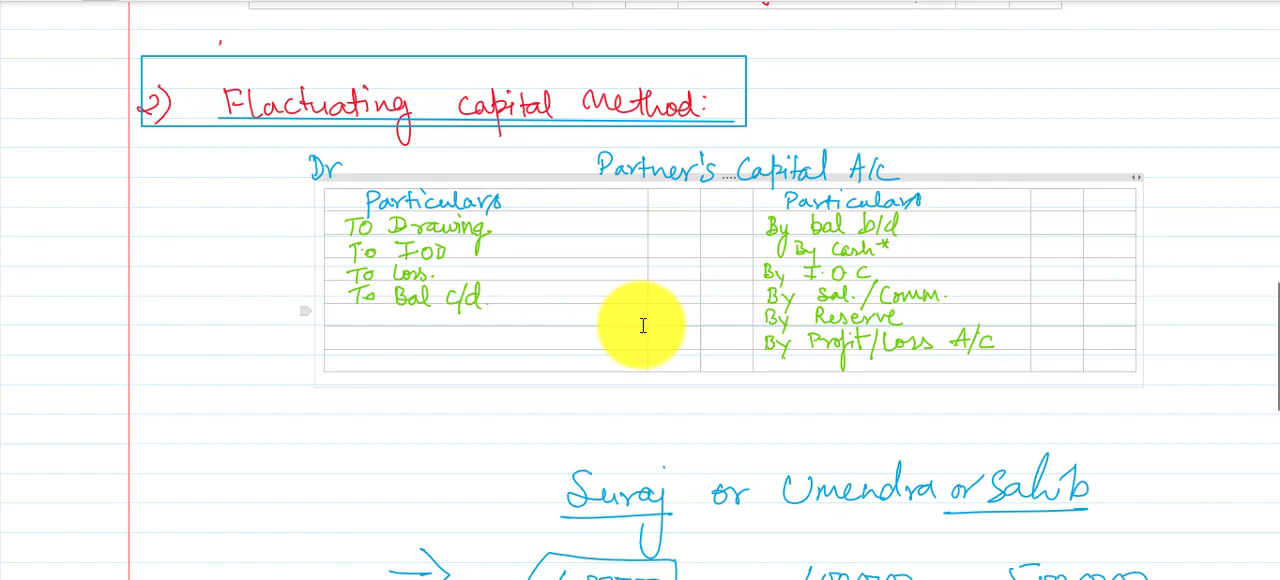 2) Flactuating capital Method:
Dr Partner's .... Capital A/C
Particulars Particulars
To Drawing By bal b/d
To IOD By Cash*
To Loss. By I.O C
To Bal c/d. By Sal./Comm.
By Reserve
By Profit/Loss A/C
Suraj or Umendra or Sahib